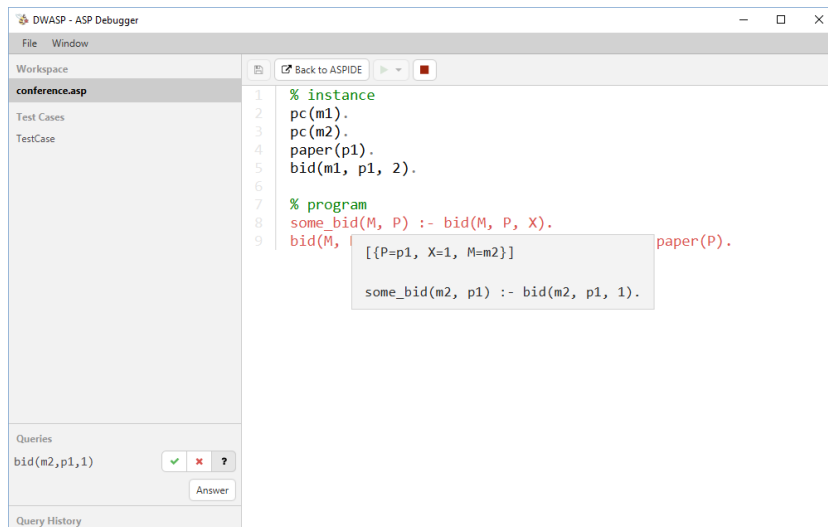 DWASP - ASP Debugger
File Window
Workspace
conference.asp
Test Cases
TestCase
Back to ASPIDE
1 % instance
2 pc(m1).
3 pc(m2).
4 paper(p1).
5 bid(m1, p1, 2).
6
7 % program
8 some_bid(M, P) :- bid(M, P, X).
9 bid(M, paper(P).
[{P=p1, X=1, M=m2}]
some_bid(m2, p1) :- bid(m2, p1, 1).
Queries
bid(m2,p1,1)
?
Answer
Query History